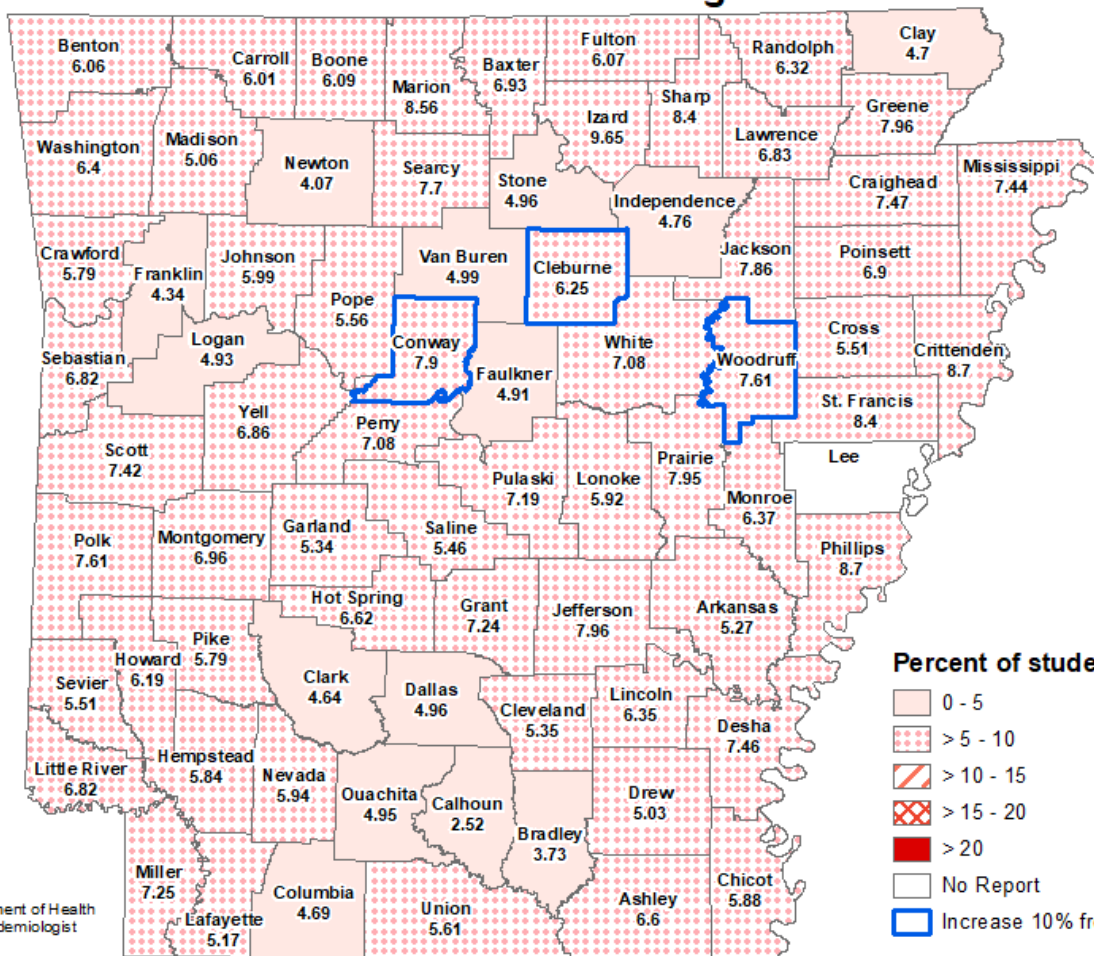 Benton
6.06
Carroll
6.01
Boone
6.09
Marion
8.56
Baxter
6.93
Fulton
6.07
Sharp
8.4
Randolph
6.32
Clay
4.7
Greene
7.96
Izard
9.65
Lawrence
6.83
Washington
6.4
Madison
5.06
Newton
4.07
Searcy
7.7
Stone
4.96
Independence
4.76
Craighead
7.47
Mississippi
7.44
Crawford
5.79
Franklin
4.34
Johnson
5.99
Pope
5.56
Van Buren
4.99
Cleburne
6.25
Jackson
7.86
Poinsett
6.9
Logan
4.93
Conway
7.9
Faulkner
4.91
White
7.08
Woodruff
7.61
Cross
5.51
Crittenden
8.7
Sebastian
6.82
St. Francis
8.4
Yell
6.86
Perry
7.08
Scott
7.42
Pulaski
7.19
Lonoke
5.92
Prairie
7.95
Lee
Monroe
6.37
Polk
7.61
Montgomery
6.96
Garland
5.34
Saline
5.46
Phillips
8.7
Hot Spring
6.62
Grant
7.24
Jefferson
7.96
Arkansas
5.27
Pike
5.79
Howard
6.19
Sevier
5.51
Clark
4.64
Dallas
4.96
Cleveland
5.35
Lincoln
6.35
Desha
7.46
Little River
6.82
Hempstead
5.84
Nevada
5.94
Ouachita
4.95
Calhoun
2.52
Bradley
3.73
Drew
5.03
Miller
7.25
Lafayette
5.17
Columbia
4.69
Union
5.61
Ashley
6.6
Chicot
5.88
Percent of stude
0 - 5
> 5 - 10
> 10 - 15
> 15 - 20
> 20
No Report
Increase 10% fr
ment of Health
demiologist